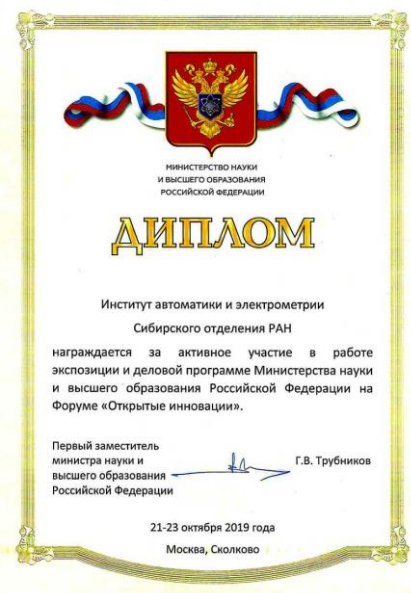 МИНИСТЕРСТВО НАУКИ
И ВЫСШЕГО ОБРАЗОВАНИЯ
РОССИЙСКОЙ ФЕДЕРАЦИИ
ДИПЛОМ
Институт автоматики и электрометрии
Сибирского отделения РАН
награждается за активное участие в работе
экспозиции и деловой программе Министерства науки
и высшего образования Российской Федерации на
Форуме «Открытые инновации».
Первый заместитель
министра науки и
высшего образования
Российской Федерации
Г.В. Трубников
21-23 октября 2019 года
Москва, Сколково